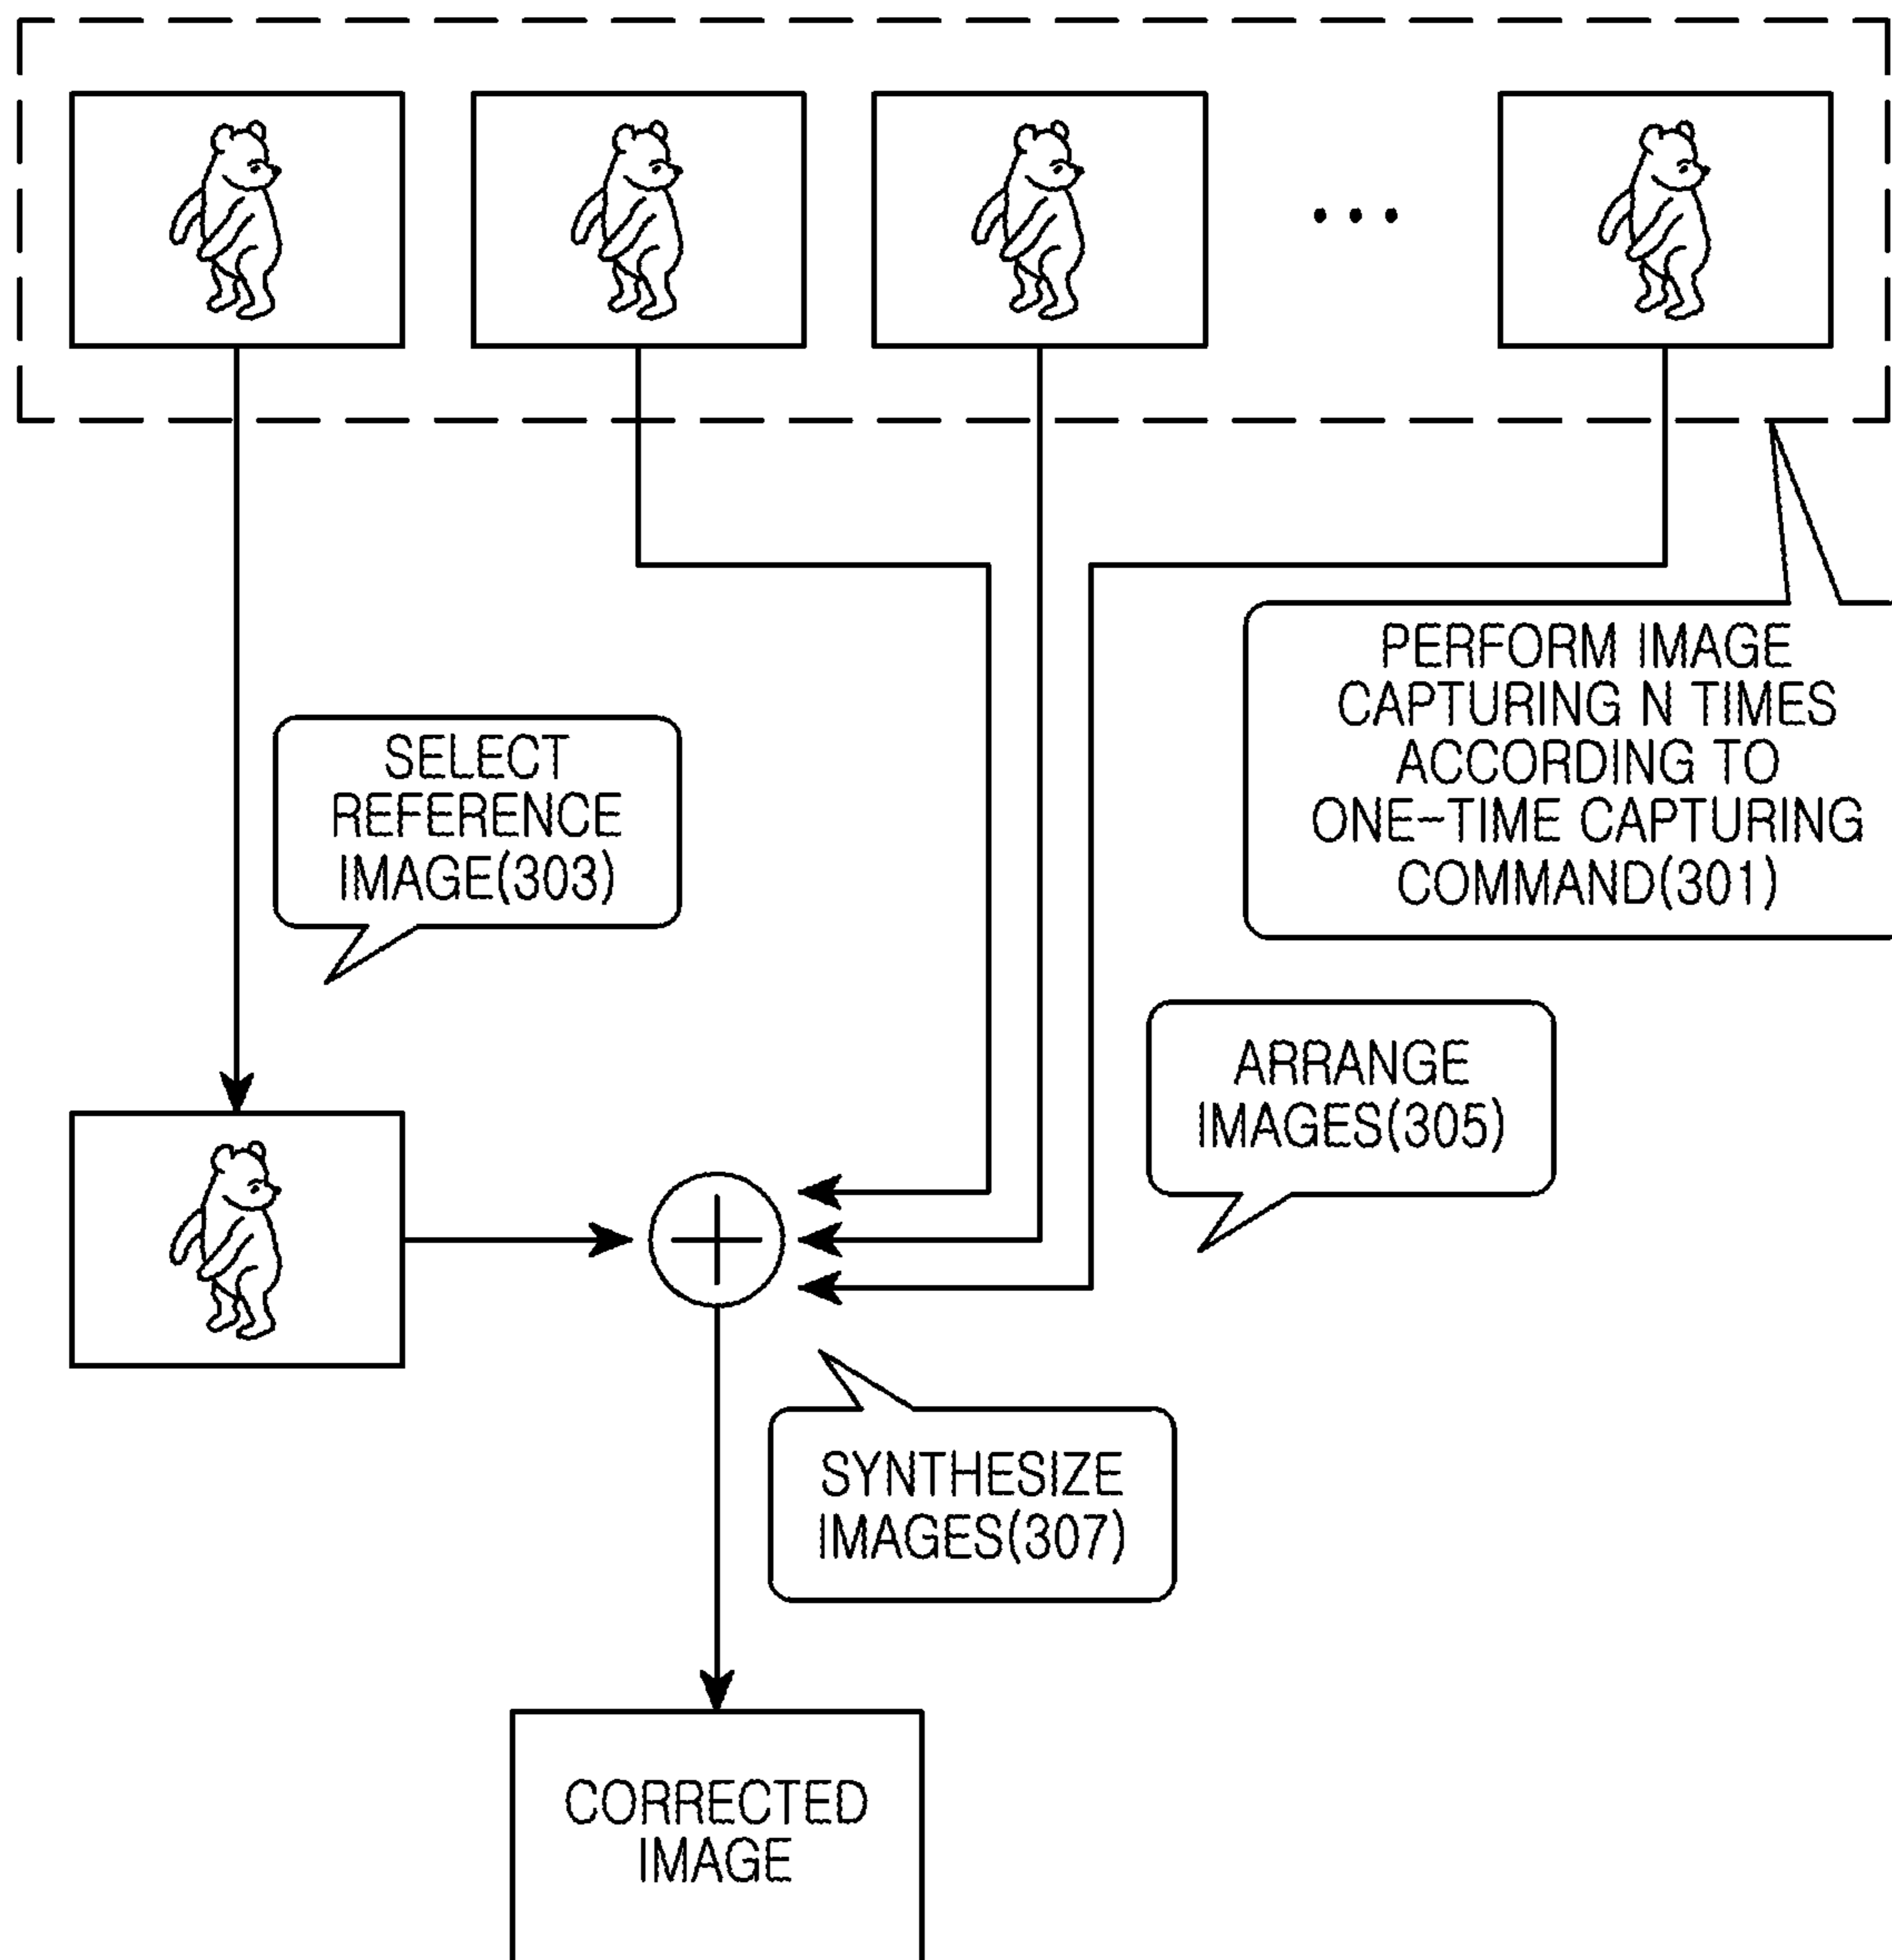 PERFORM IMAGE
CAPTURING N TIMES
ACCORDING TO
ONE-TIME CAPTURING
COMMAND(301)
SELECT
REFERENCE
IMAGE(303)
ARRANGE
IMAGES(305)
SYNTHESIZE
IMAGES(307)
CORRECTED
IMAGE